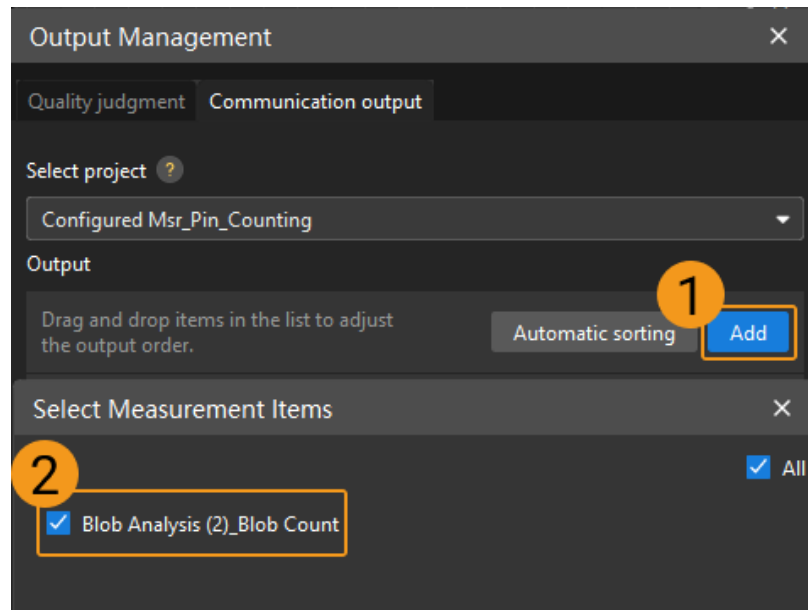 Output Management
Quality judgment Communication output
Select project ?
Configured Msr_Pin_Counting
Output
1
Drag and drop items in the list to adjust
the output order.
Automatic sorting Add
Select Measurement Items
2
All
Blob Analysis (2)_Blob Count